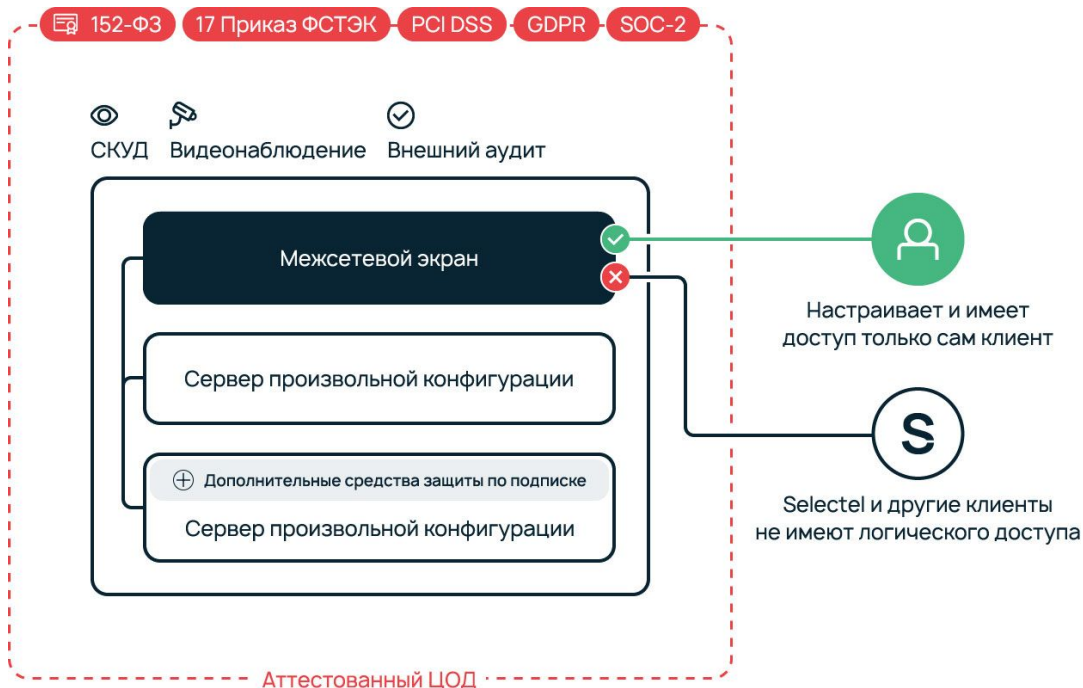 152-ФЗ
17 Приказ ФСТЭК
PCI DSS
GDPR
SOC-2
СКУД
Видеонаблюдение
Внешний аудит
Межсетевой экран
Сервер произвольной конфигурации
Дополнительные средства защиты по подписке
Сервер произвольной конфигурации
Настраивает и имеет
доступ только сам клиент
S
Selectel и другие клиенты
не имеют логического доступа
Аттестованный ЦОД